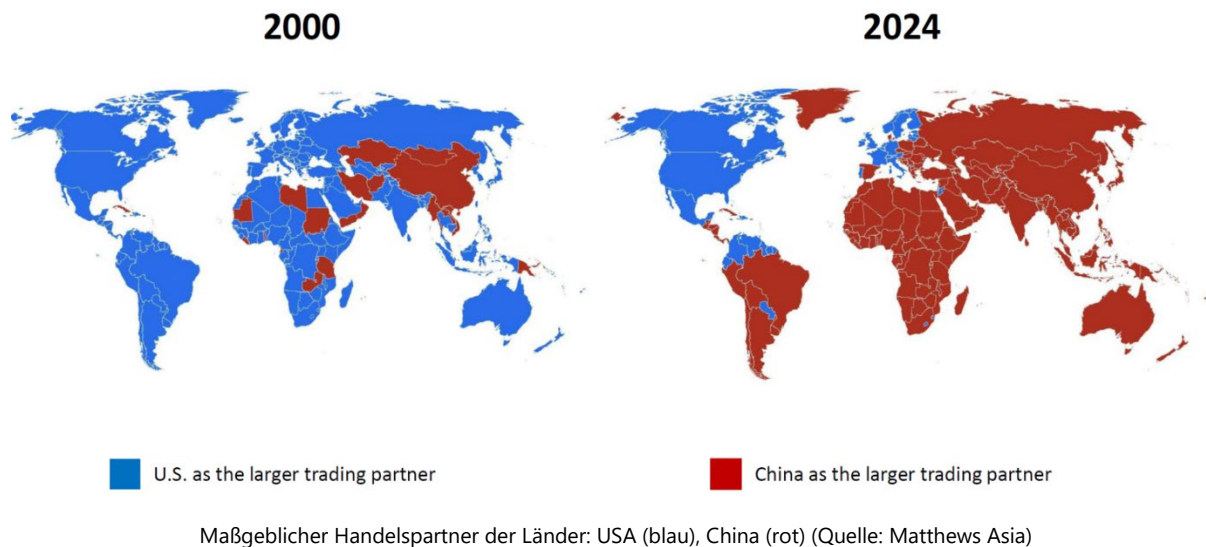 2000
2024
U.S. as the larger trading partner
China as the larger trading partner
Maßgeblicher Handelspartner der Länder: USA (blau), China (rot) (Quelle: Matthews Asia)